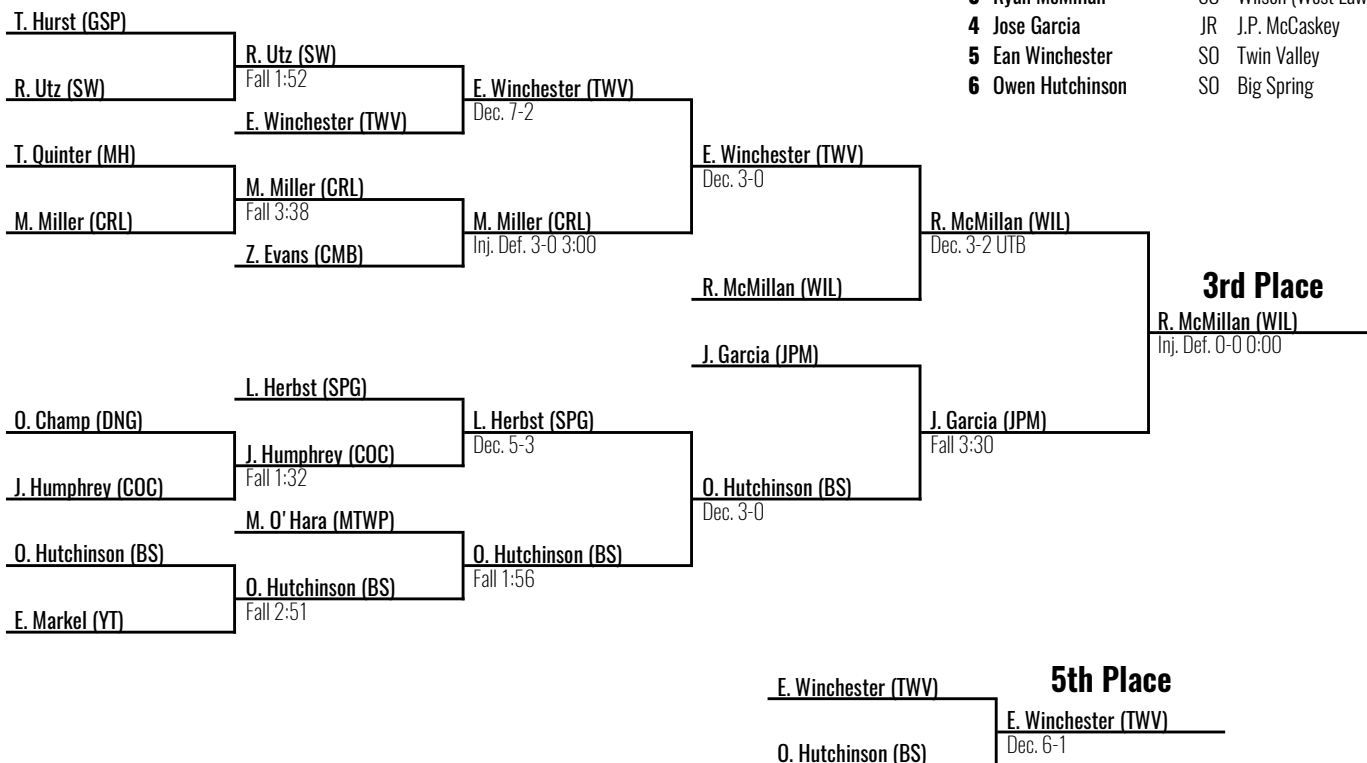 3 Ryan McMillan SO Wilson (West Law
4 Jose Garcia JR J.P. McCaskey
5 Ean Winchester SO Twin Valley
6 Owen Hutchinson SO Big Spring
T. Hurst (GSP)
R. Utz (SW)
T. Quinter (MH)
M. Miller (CRL)
O. Champ (DNG)
J. Humphrey (COC)
O. Hutchinson (BS)
E. Markel (YT)
R. Utz (SW)
Fall 1:52
E. Winchester (TWV)
M. Miller (CRL)
Fall 3:38
Z. Evans (CMB)
L. Herbst (SPG)
J. Humphrey (COC)
Fall 1:32
M. O'Hara (MTWP)
O. Hutchinson (BS)
Fall 2:51
E. Winchester (TWV)
Dec. 7-2
M. Miller (CRL)
Inj. Def. 3-0 3:00
L. Herbst (SPG)
Dec. 5-3
O. Hutchinson (BS)
Fall 1:56
E. Winchester (TWV)
Dec. 3-0
R. McMillan (WIL)
J. Garcia (JPM)
O. Hutchinson (BS)
Dec. 3-0
R. McMillan (WIL)
Dec. 3-2 UTB
J. Garcia (JPM)
Fall 3:30
3rd Place
R. McMillan (WIL)
Inj. Def. 0-0 0:00
5th Place
E. Winchester (TWV)
O. Hutchinson (BS)
E. Winchester (TWV)
Dec. 6-1